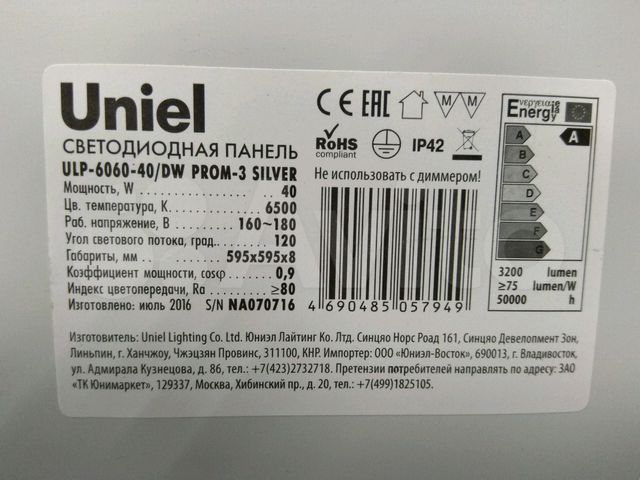 Uniel
СВЕТОДИОДНАЯ ПАНЕЛЬ
ULP-6060-40/DW PROM-3 SILVER
Мощность, W 40
Цв. температура, К 6500
Раб. напряжение, В 160~180
Угол светового потока, град.. 120
Габариты, мм 595x595x8
Коэффициент мощности, cosφ 0,9
Индекс цветопередачи, Ra ≥80
Изготовлено: июль 2016 S/N NA070716
CE EAC M M
RoHS
compliant
IP42
Не использовать с диммером!
4 690485 057949
Energ
A A
B
C
D
E
F
G
3200 lumen
≥75 lumen/W
50000 h
Изготовитель: Uniel Lighting Co. Ltd. Юниэл Лайтинг Ко. Лтд. Синцяо Норс Роад 161, Синцяо Девелопмент Зон,
Линьпин, г. Ханчжоу, Чжэцзян Провинс, 311100, КНР. Импортер: ООО «Юниэл-Восток», 690013, г. Владивосток,
ул. Адмирала Кузнецова, д. 86, тел.: +7(423)2732718. Претензии потребителей направлять по адресу: ЗАО
«ТК Юнимаркет», 129337, Москва, Хибинский пр., д. 20, тел.: +7(499)1825105.